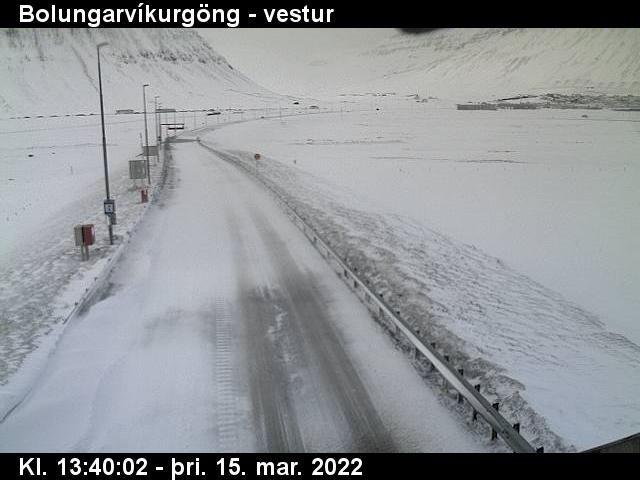 Bolungarvíkurgöng - vestur
Kl. 13:40:02 - þri. 15. mar. 2022